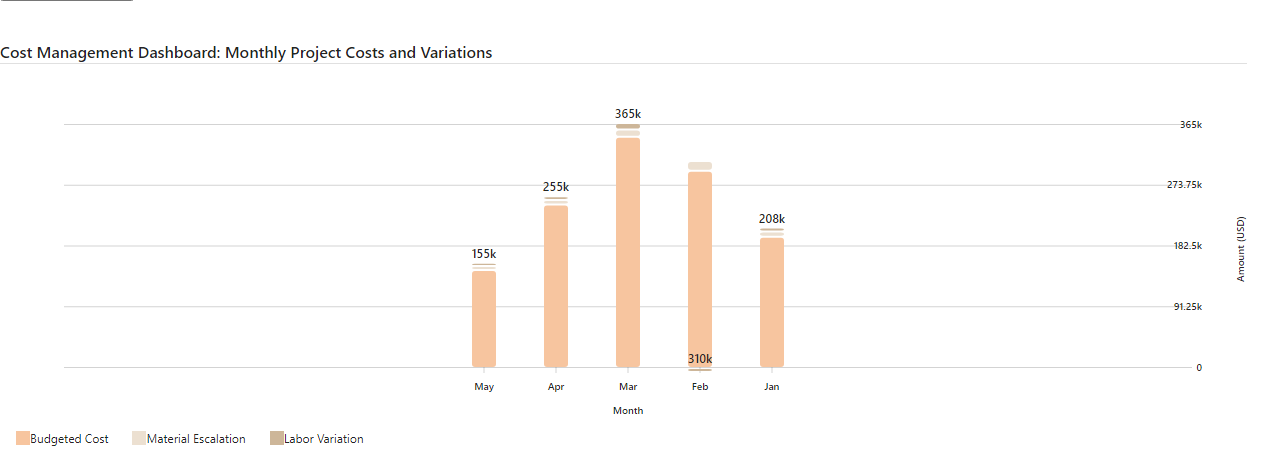 Cost Management Dashboard: Monthly Project Costs and Variations
365k
365k
255k
273.75k
208k
155k
182.5k
Amount (USD)
91.25k
310k
0
May Apr Mar Feb Jan
Month
Budgeted Cost Material Escalation Labor Variation